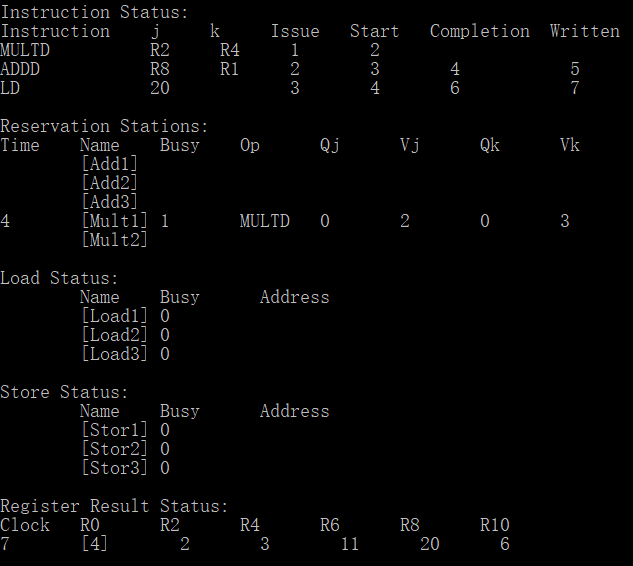 Instruction Status:
Instruction    j     k     Issue   Start   Completion  Written
MULTD          R2     R4     1       2
ADDD           R8     R1     2       3       4           5
LD             20            3       4       6           7
Reservation Stations:
Time    Name    Busy    Op      Qj      Vj      Qk      Vk
        [Add1]
        [Add2]
        [Add3]
4       [Mult1] 1       MULTD   0       2       0       3
        [Mult2]
Load Status:
        Name    Busy      Address
        [Load1] 0
        [Load2] 0
        [Load3] 0
Store Status:
        Name    Busy      Address
        [Stor1] 0
        [Stor2] 0
        [Stor3] 0
Register Result Status:
Clock   R0      R2      R4      R6      R8      R10
7       [4]       2       3       11      20      6